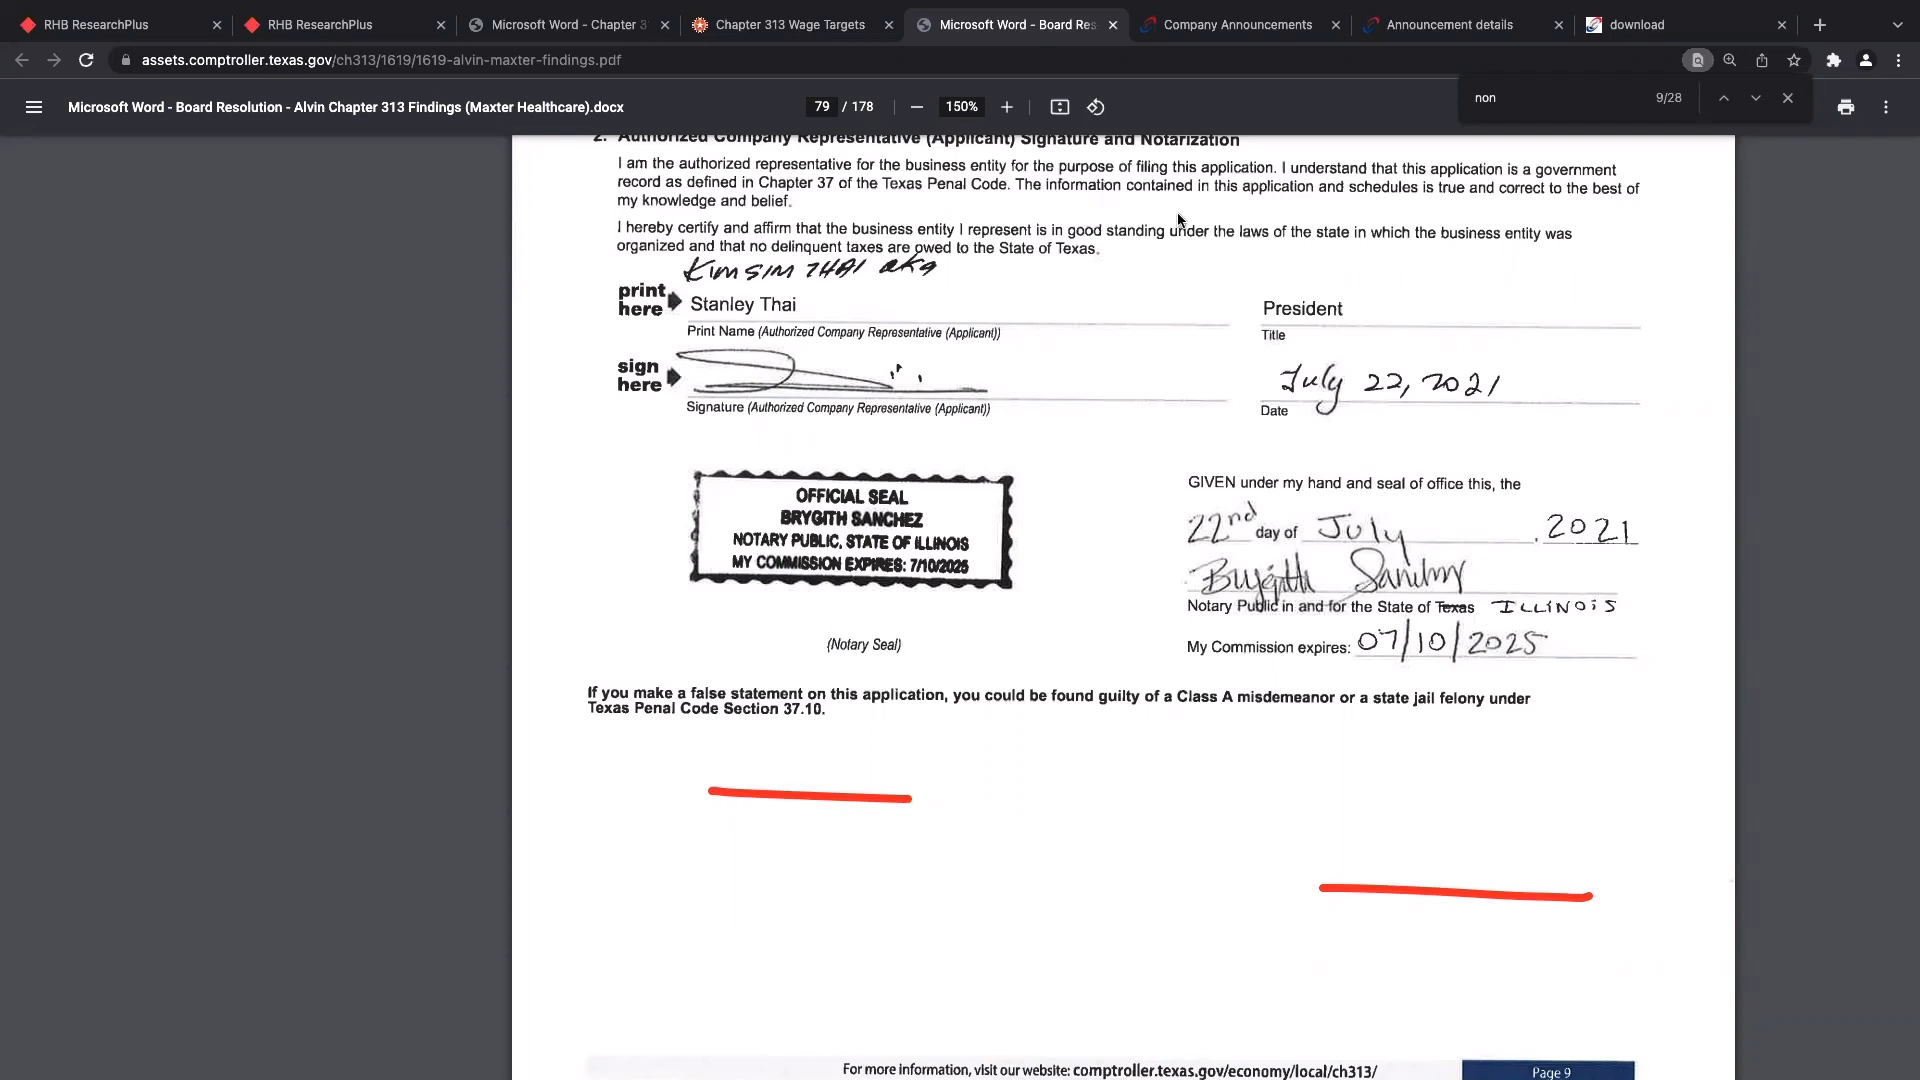 RHB ResearchPlus
RHB ResearchPlus
Microsoft Word - Chapter 3
Chapter 313 Wage Targets
Microsoft Word - Board Res
Company Announcements
Announcement details
download
assets.comptroller.texas.gov/ch313/1619/1619-alvin-maxter-findings.pdf
Microsoft Word - Board Resolution - Alvin Chapter 313 Findings (Maxter Healthcare).docx
79 / 178
150%
non
9/28
2. Authorized Company Representative (Applicant) Signature and Notarization
I am the authorized representative for the business entity for the purpose of filing this application. I understand that this application is a government
record as defined in Chapter 37 of the Texas Penal Code. The information contained in this application and schedules is true and correct to the best of
my knowledge and belief.
I hereby certify and affirm that the business entity I represent is in good standing under the laws of the state in which the business entity was
organized and that no delinquent taxes are owed to the State of Texas.
KIM SIM THAI aka
print here
Stanley Thai
President
Print Name (Authorized Company Representative (Applicant))
Title
sign here
July 22, 2021
Signature (Authorized Company Representative (Applicant))
Date
OFFICIAL SEAL
BRYGITH SANCHEZ
NOTARY PUBLIC, STATE OF ILLINOIS
MY COMMISSION EXPIRES: 7/10/2025
(Notary Seal)
GIVEN under my hand and seal of office this, the
22nd day of July, 2021
Notary Public in and for the State of Texas ILLINOIS
My Commission expires: 07/10/2025
If you make a false statement on this application, you could be found guilty of a Class A misdemeanor or a state jail felony under
Texas Penal Code Section 37.10.
For more information, visit our website: comptroller.texas.gov/economy/local/ch313/
Page 9